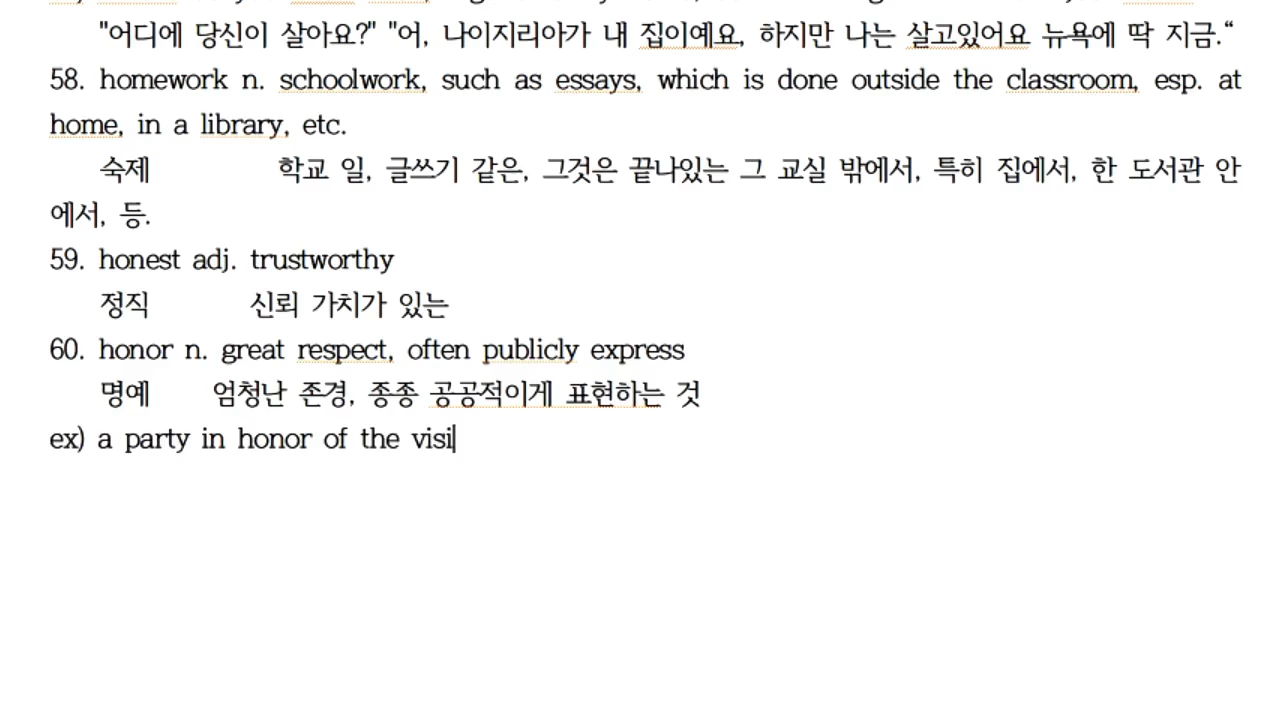 "어디에 당신이 살아요?" "어, 나이지리아가 내 집이예요, 하지만 나는 살고있어요 뉴욕에 딱 지금.“
58. homework n. schoolwork, such as essays, which is done outside the classroom, esp. at
home, in a library, etc.
숙제 학교 일, 글쓰기 같은, 그것은 끝나있는 그 교실 밖에서, 특히 집에서, 한 도서관 안
에서, 등.
59. honest adj. trustworthy
정직 신뢰 가치가 있는
60. honor n. great respect, often publicly express
명예 엄청난 존경, 종종 공공적이게 표현하는 것
ex) a party in honor of the visi